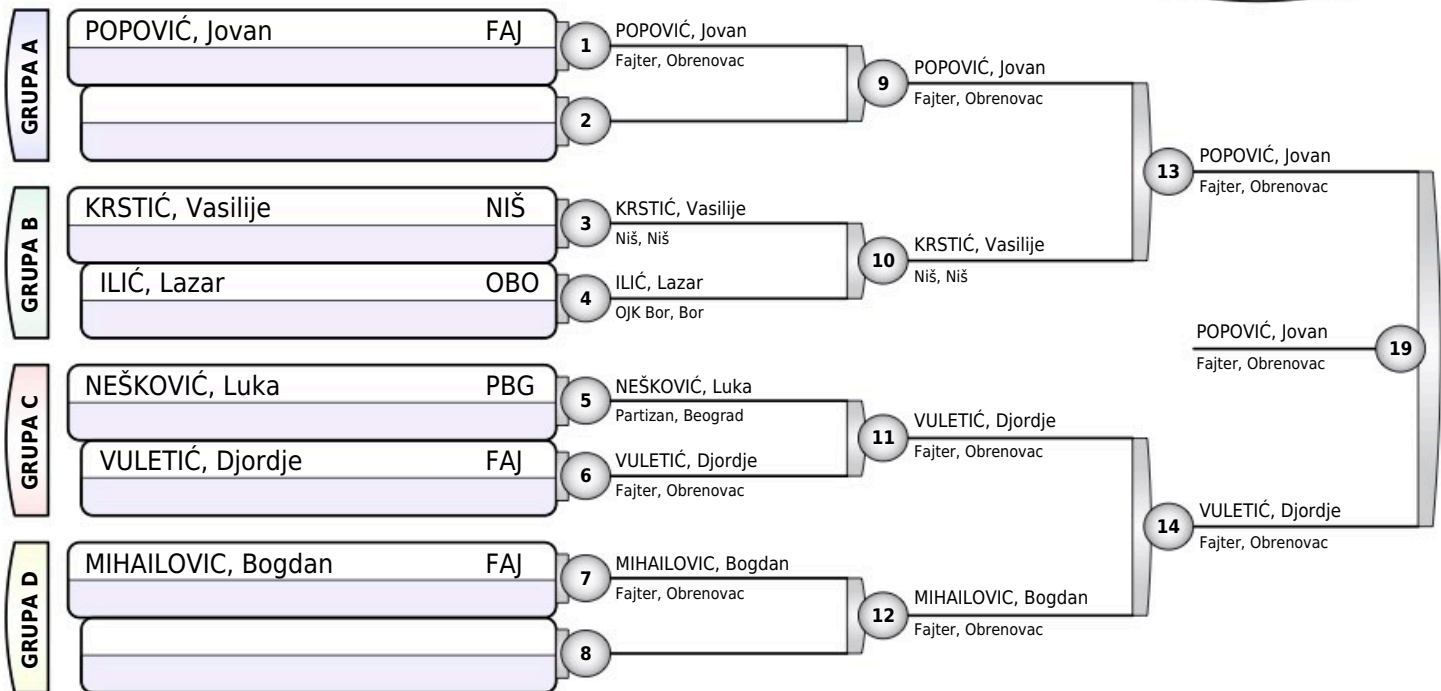 GRUPA A
POPOVIĆ, Jovan FAJ
1
POPOVIĆ, Jovan
Fajter, Obrenovac
2
9
POPOVIĆ, Jovan
Fajter, Obrenovac
GRUPA B
KRSTIĆ, Vasilije NIŠ
3
KRSTIĆ, Vasilije
Niš, Niš
ILIĆ, Lazar OBO
4
ILIĆ, Lazar
OJK Bor, Bor
10
KRSTIĆ, Vasilije
Niš, Niš
13
POPOVIĆ, Jovan
Fajter, Obrenovac
GRUPA C
NEŠKOVIĆ, Luka PBG
5
NEŠKOVIĆ, Luka
Partizan, Beograd
VULETIĆ, Djordje FAJ
6
VULETIĆ, Djordje
Fajter, Obrenovac
11
VULETIĆ, Djordje
Fajter, Obrenovac
GRUPA D
MIHAILOVIC, Bogdan FAJ
7
MIHAILOVIC, Bogdan
Fajter, Obrenovac
8
12
MIHAILOVIC, Bogdan
Fajter, Obrenovac
14
VULETIĆ, Djordje
Fajter, Obrenovac
POPOVIĆ, Jovan
Fajter, Obrenovac
19